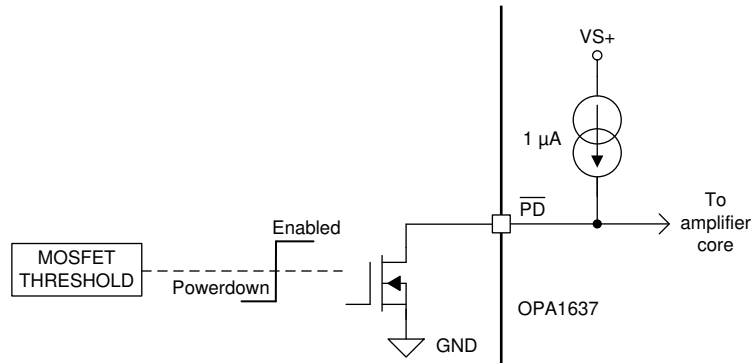 VS+
1 µA
PD
To
amplifier
core
Enabled
MOSFET
THRESHOLD
Powerdown
OPA1637
GND